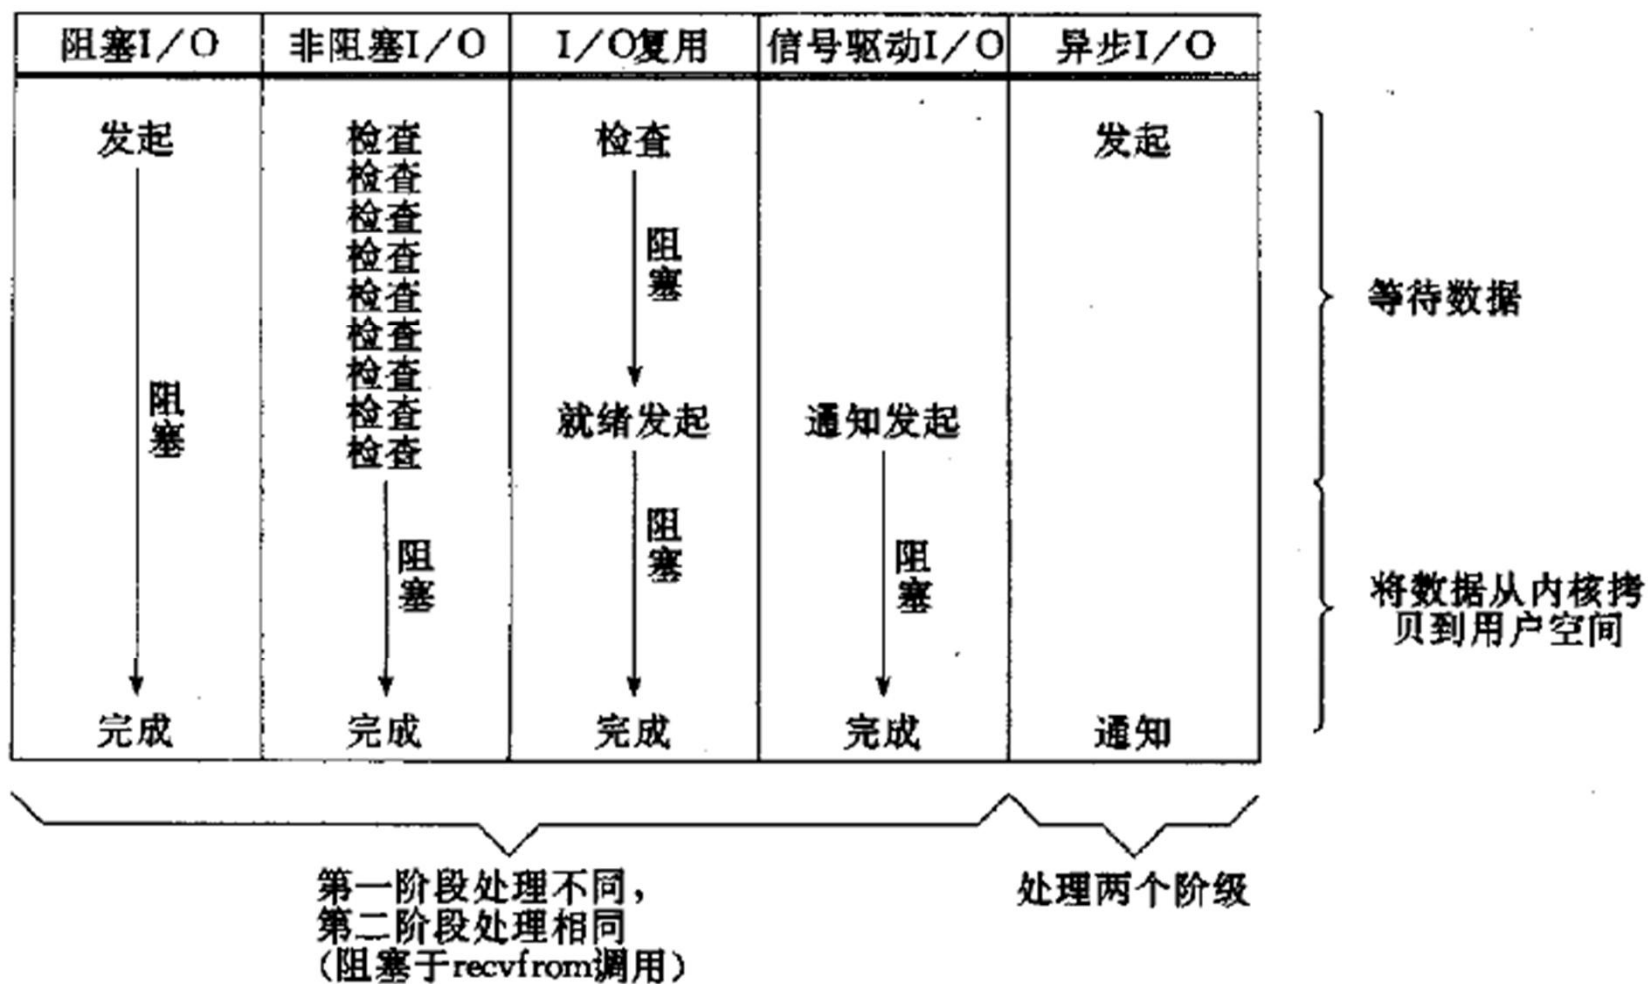 阻塞I/O 非阻塞I/O I/O复用 信号驱动I/O 异步I/O
发起 检查 检查 发起
检查
检查
检查
检查
检查
检查
检查
检查
阻塞
等待数据
阻塞
就绪发起 通知发起
阻塞
阻塞
阻塞
将数据从内核拷
贝到用户空间
完成 完成 完成 完成 通知
第一阶段处理不同，
第二阶段处理相同
(阻塞于recvfrom调用)
处理两个阶级